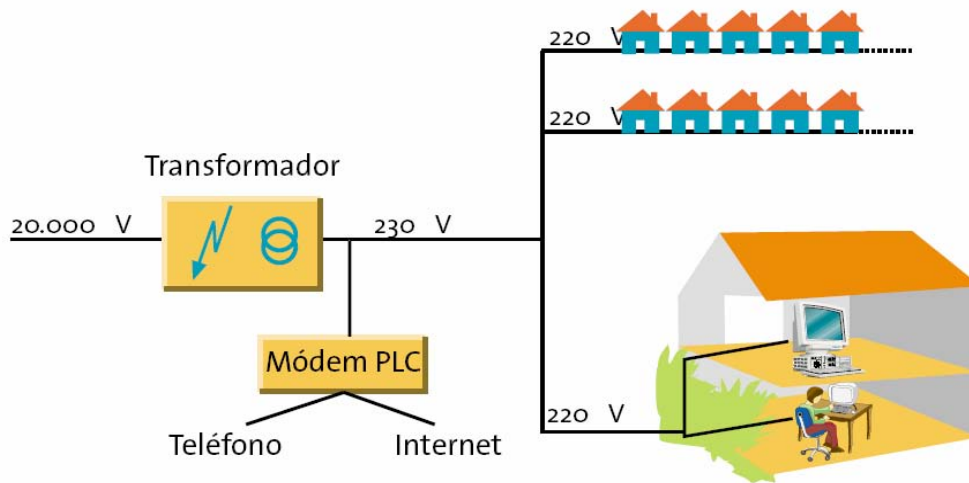 220 V
220 V
Transformador
20.000 V
230 V
Módem PLC
Teléfono
Internet
220 V